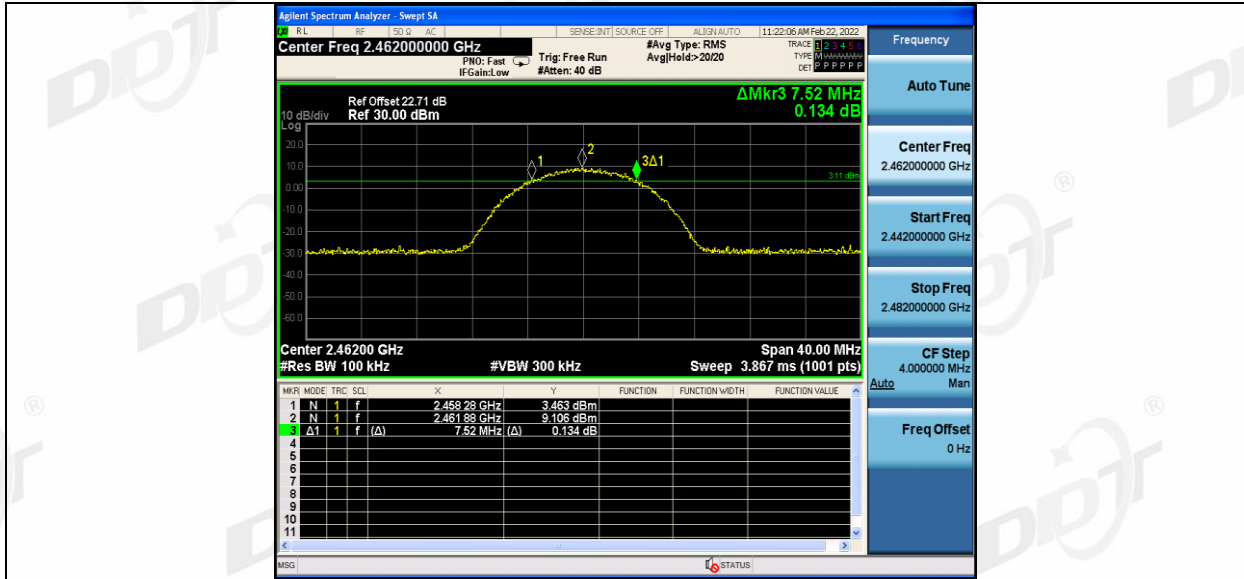 Agilent Spectrum Analyzer - Swept SA
RL RF 50 Ω AC SENSE:INT SOURCE OFF ALIGN AUTO 11:22:06 AM Feb 22, 2022
Center Freq 2.462000000 GHz #Avg Type: RMS TRACE 1 2 3 4 5 6
PNO: Fast Trig: Free Run Avg|Hold:>20/20 TYPE M
IFGain:Low #Atten: 40 dB DET P P P P P P
ΔMkr3 7.52 MHz
0.134 dB
Ref Offset 22.71 dB
10 dB/div Ref 30.00 dBm
Log
20.0
10.0
0.00
-10.0
-20.0
-30.0
-40.0
-50.0
-60.0
1
2
3Δ1
3.11 dBm
Center 2.46200 GHz Span 40.00 MHz
#Res BW 100 kHz #VBW 300 kHz Sweep 3.867 ms (1001 pts)
MKR MODE TRC SCL X Y FUNCTION FUNCTION WIDTH FUNCTION VALUE
1 N 1 f 2.458 28 GHz 3.463 dBm
2 N 1 f 2.461 88 GHz 9.106 dBm
3 Δ1 1 f (Δ) 7.52 MHz (Δ) 0.134 dB
4
5
6
7
8
9
10
11
MSG STATUS
Frequency
Auto Tune
Center Freq
2.462000000 GHz
Start Freq
2.442000000 GHz
Stop Freq
2.482000000 GHz
CF Step
4.000000 MHz
Auto Man
Freq Offset
0 Hz
DDT
®